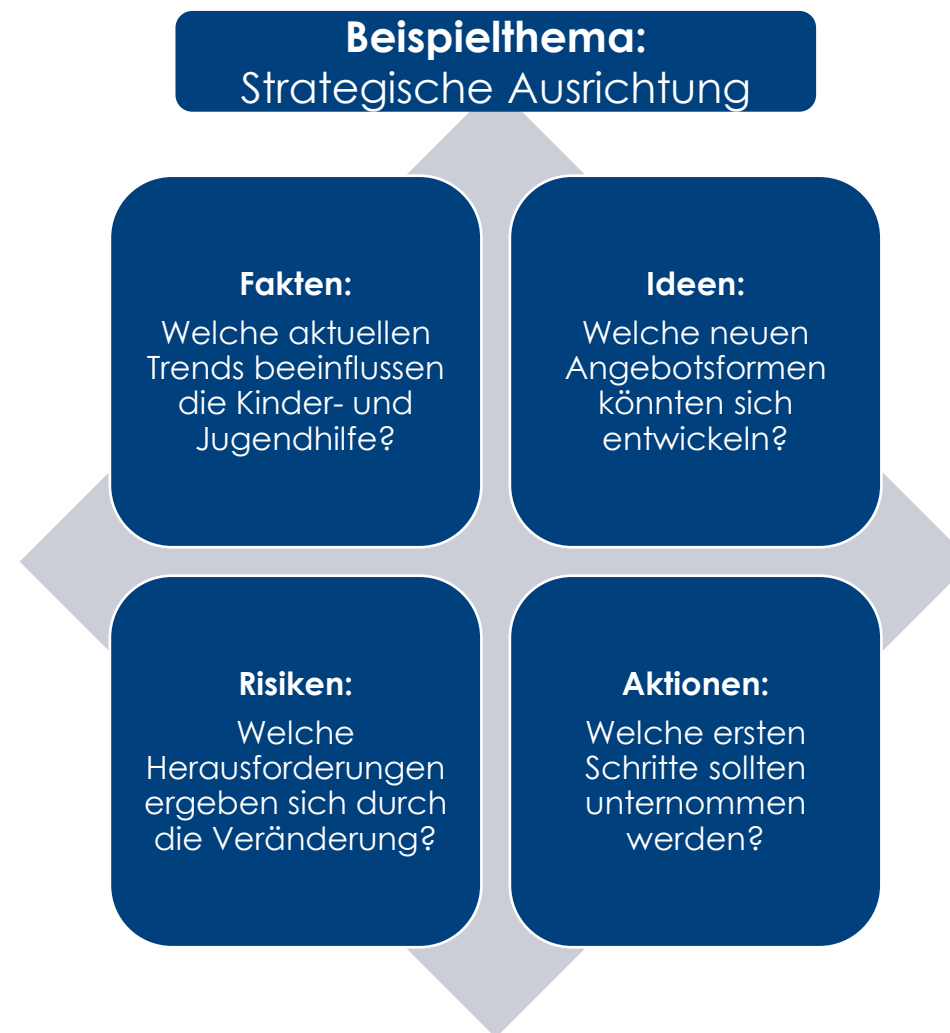 Beispielthema:
Strategische Ausrichtung
Fakten:
Welche aktuellen
Trends beeinflussen
die Kinder- und
Jugendhilfe?
Ideen:
Welche neuen
Angebotsformen
könnten sich
entwickeln?
Risiken:
Welche
Herausforderungen
ergeben sich durch
die Veränderung?
Aktionen:
Welche ersten
Schritte sollten
unternommen
werden?